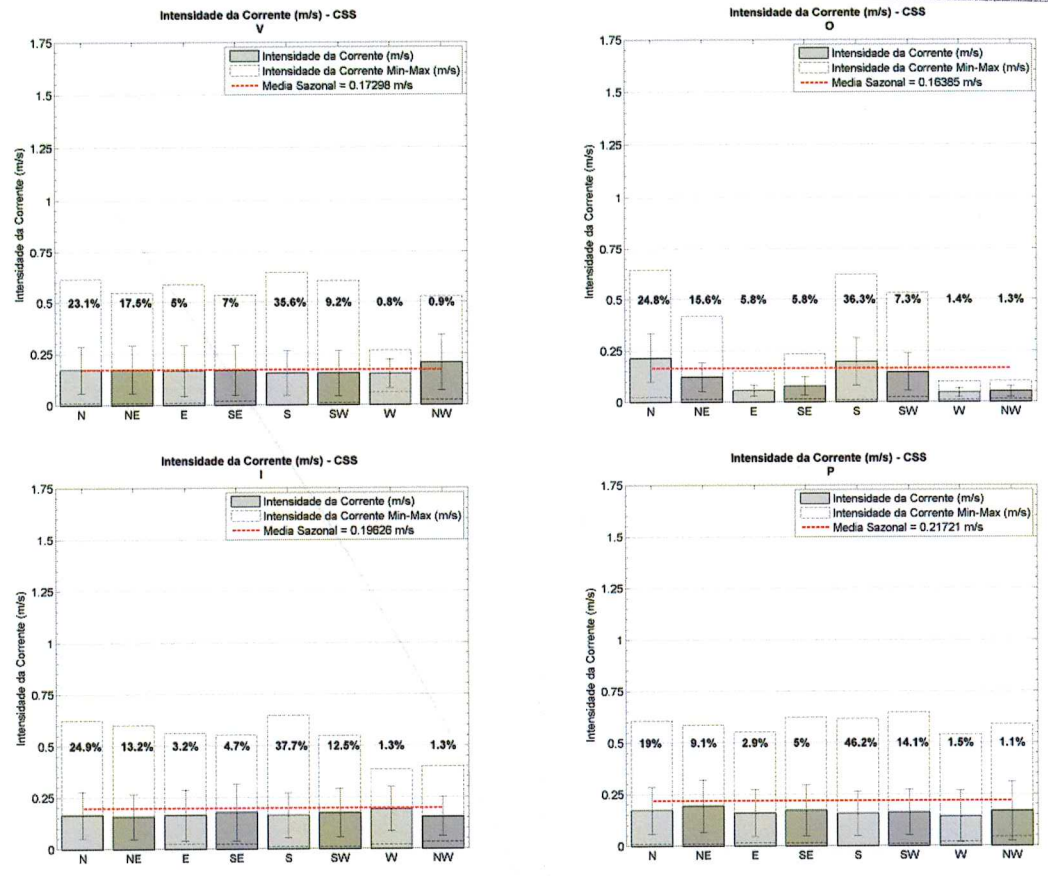 Intensidade da Corrente (m/s) - CSS
V
Intensidade da Corrente (m/s)
Intensidade da Corrente Min-Max (m/s)
Media Sazonal = 0.17298 m/s
Intensidade da Corrente (m/s)
1.75
1.5
1.25
1
0.75
0.5
0.25
0
23.1% 17.5% 5% 7% 35.6% 9.2% 0.8% 0.9%
N NE E SE S SW W NW
Intensidade da Corrente (m/s) - CSS
O
Intensidade da Corrente (m/s)
Intensidade da Corrente Min-Max (m/s)
Media Sazonal = 0.16385 m/s
Intensidade da Corrente (m/s)
1.75
1.5
1.25
1
0.75
0.5
0.25
0
24.8% 15.6% 5.8% 5.8% 36.3% 7.3% 1.4% 1.3%
N NE E SE S SW W NW
Intensidade da Corrente (m/s) - CSS
I
Intensidade da Corrente (m/s)
Intensidade da Corrente Min-Max (m/s)
Media Sazonal = 0.19626 m/s
Intensidade da Corrente (m/s)
1.75
1.5
1.25
1
0.75
0.5
0.25
0
24.9% 13.2% 3.2% 4.7% 37.7% 12.5% 1.3% 1.3%
N NE E SE S SW W NW
Intensidade da Corrente (m/s) - CSS
P
Intensidade da Corrente (m/s)
Intensidade da Corrente Min-Max (m/s)
Media Sazonal = 0.21721 m/s
Intensidade da Corrente (m/s)
1.75
1.5
1.25
1
0.75
0.5
0.25
0
19% 9.1% 2.9% 5% 46.2% 14.1% 1.5% 1.1%
N NE E SE S SW W NW